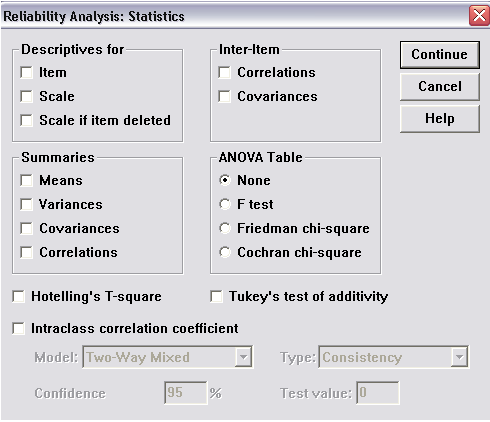 Reliability Analysis: Statistics
Descriptives for
Item
Scale
Scale if item deleted
Inter-Item
Correlations
Covariances
Continue
Cancel
Help
Summaries
Means
Variances
Covariances
Correlations
ANOVA Table
None
F test
Friedman chi-square
Cochran chi-square
Hotelling's T-square
Tukey's test of additivity
Intraclass correlation coefficient
Model: Two-Way Mixed
Type: Consistency
Confidence 95 %
Test value: 0